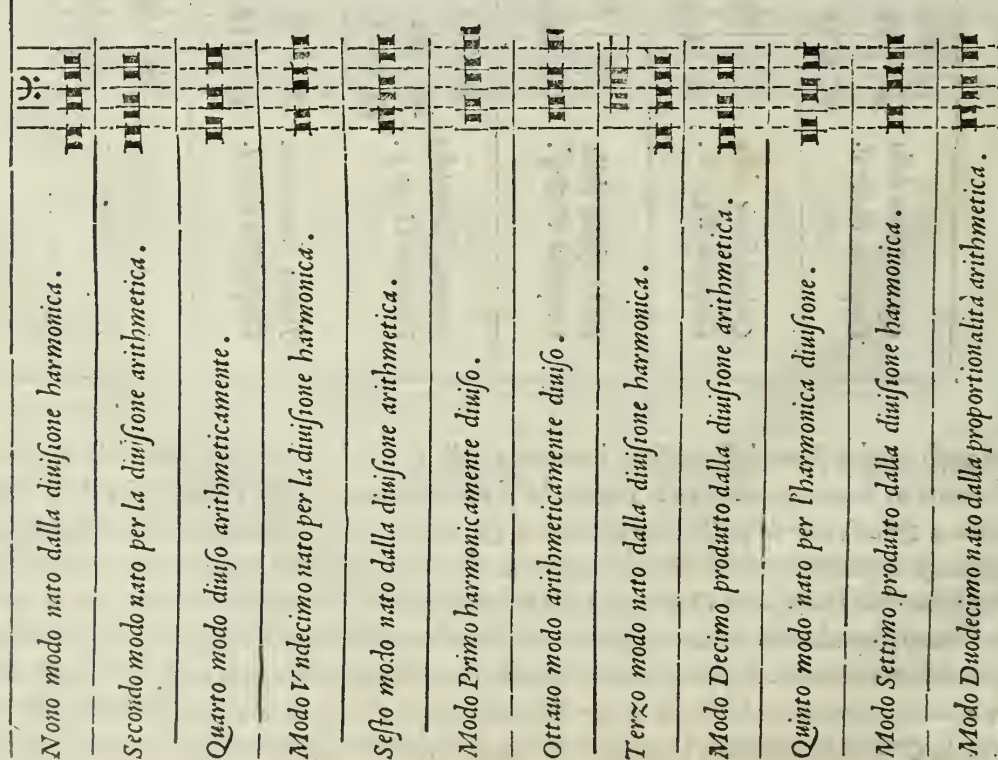 Nono modo nato dalla diuiſione harmonica.
Secondo modo nato per la diuiſione arithmetica.
Quarto modo diuiſo arithmeticamente.
Modo Vndecimo nato per la diuiſione harmonica.
Seſto modo nato dalla diuiſione arithmetica.
Modo Primo harmonicamente diuiſo.
Ottauo modo arithmeticamente diuiſo.
Terzo modo nato dalla diuiſione harmonica.
Modo Decimo produtto dalla diuiſione arithmetica.
Quinto modo nato per l'harmonica diuiſione.
Modo Settimo produtto dalla diuiſione harmonica.
Modo Duodecimo nato dalla proportionalità arithmetica.